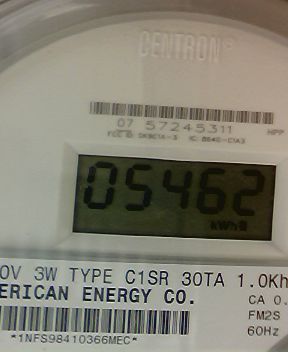 CENTRON®
07 57245311 HPP
05462
kWh
0V 3W TYPE C1SR 30TA 1.0Kh
ERICAN ENERGY CO.
CA 0.
FM2S
60Hz
*1NFS98410366MEC*